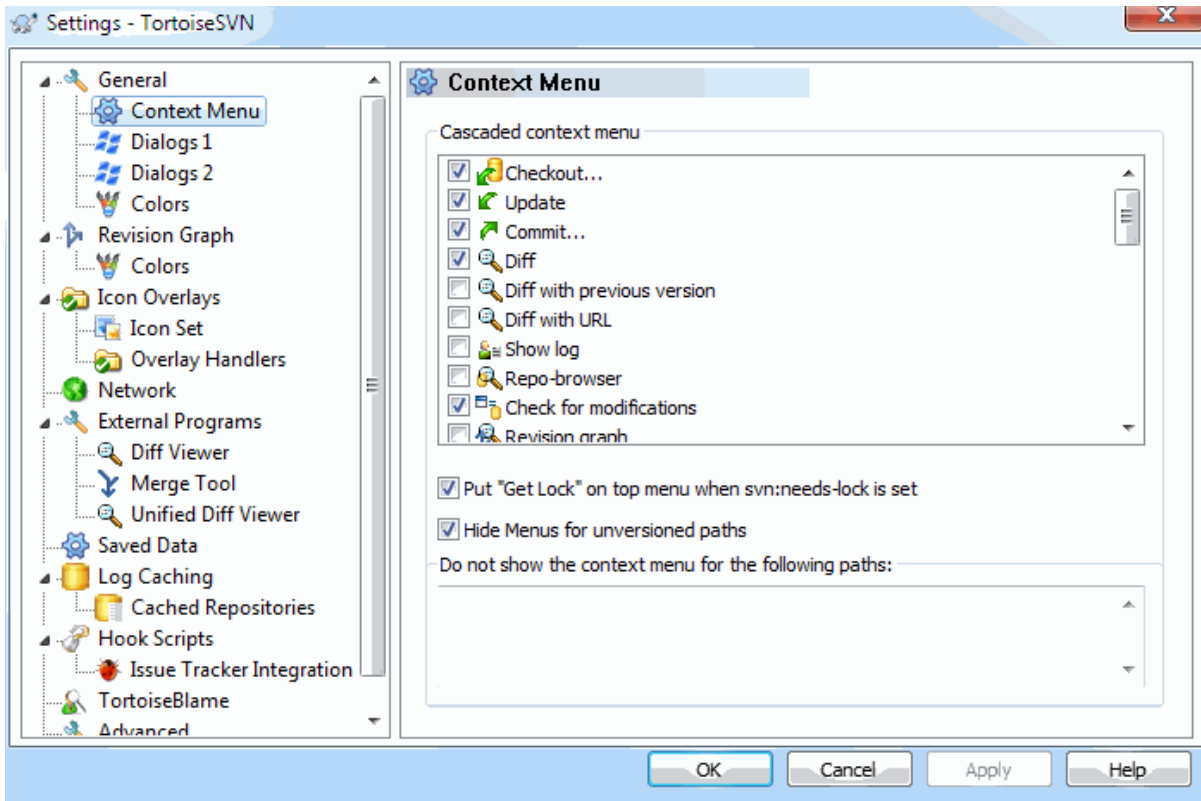 Settings - TortoiseSVN
General
Context Menu
Dialogs 1
Dialogs 2
Colors
Revision Graph
Colors
Icon Overlays
Icon Set
Overlay Handlers
Network
External Programs
Diff Viewer
Merge Tool
Unified Diff Viewer
Saved Data
Log Caching
Cached Repositories
Hook Scripts
Issue Tracker Integration
TortoiseBlame
Advanced
Context Menu
Cascaded context menu
Checkout...
Update
Commit...
Diff
Diff with previous version
Diff with URL
Show log
Repo-browser
Check for modifications
Revision graph
Put "Get Lock" on top menu when svn:needs-lock is set
Hide Menus for unversioned paths
Do not show the context menu for the following paths:
OK
Cancel
Apply
Help